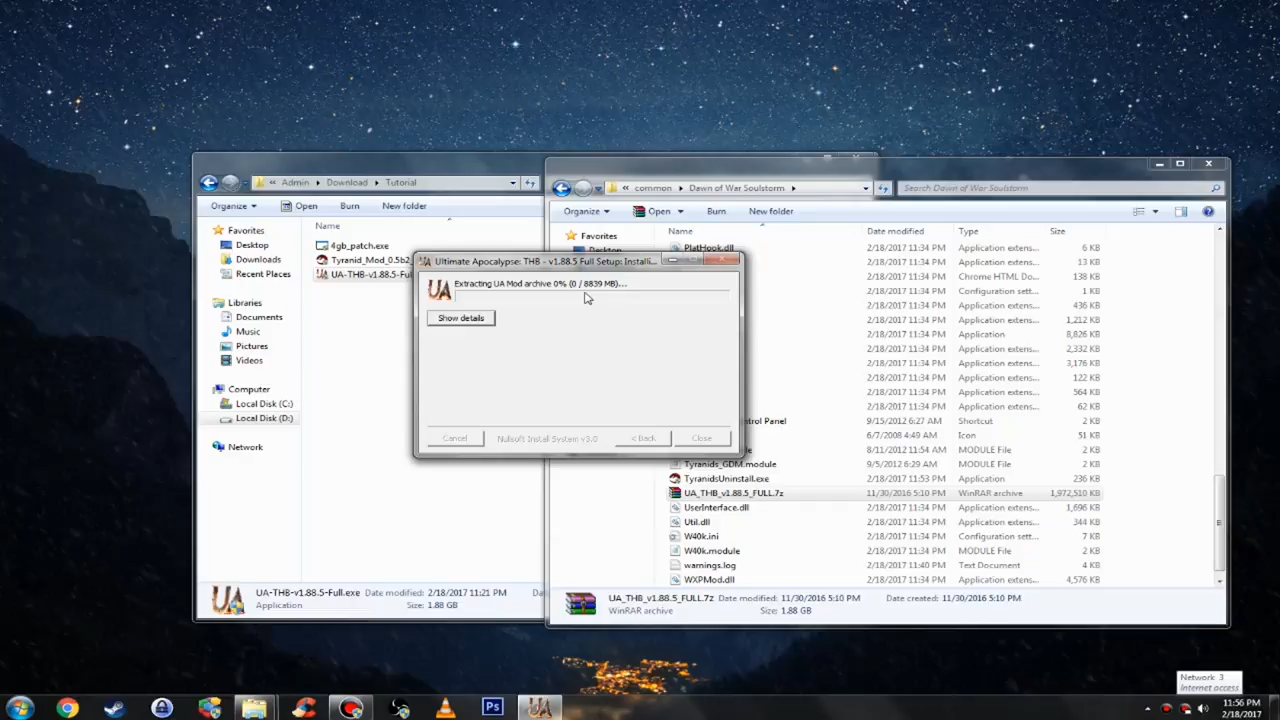 Admin
Download
Tutorial
Organize
Open
Burn
New folder
Name
Favorites
Desktop
Downloads
Recent Places
Libraries
Documents
Music
Pictures
Videos
Computer
Local Disk (C:)
Local Disk (D:)
Network
4gb_patch.exe
Tyranid_Mod_0.5b2
UA-THB-v1.88.5-Ful
UA-THB-v1.88.5-Full.exe Date modified: 2/18/2017 11:21 PM
Application Size: 1.88 GB
common
Dawn of War Soulstorm
Search Dawn of War Soulstorm
Organize
Open
Burn
New folder
Favorites
Desktop
Name Date modified Type Size
PlatHook.dll 2/18/2017 11:34 PM Application extens... 6 KB
2/18/2017 11:34 PM Application extens... 13 KB
2/18/2017 11:34 PM Chrome HTML Do... 138 KB
2/18/2017 11:34 PM Configuration sett... 1 KB
2/18/2017 11:34 PM Application extens... 436 KB
2/18/2017 11:34 PM Application extens... 1,212 KB
2/18/2017 11:34 PM Application 8,826 KB
2/18/2017 11:34 PM Application extens... 2,332 KB
2/18/2017 11:34 PM Application extens... 3,176 KB
2/18/2017 11:34 PM Application extens... 122 KB
2/18/2017 11:34 PM Application extens... 564 KB
2/18/2017 11:34 PM Application extens... 62 KB
ontrol Panel 9/15/2012 6:27 AM Shortcut 2 KB
6/7/2008 4:49 AM Icon 51 KB
8/11/2012 11:54 AM MODULE File 2 KB
Tyranids_GDM.module 9/5/2012 6:29 AM MODULE File 2 KB
TyranidsUninstall.exe 2/18/2017 11:53 PM Application 236 KB
UA_THB_v1.88.5_FULL.7z 11/30/2016 5:10 PM WinRAR archive 1,972,510 KB
UserInterface.dll 2/18/2017 11:34 PM Application extens... 1,696 KB
Util.dll 2/18/2017 11:34 PM Application extens... 344 KB
W40k.ini 2/18/2017 11:34 PM Configuration sett... 7 KB
W40k.module 2/18/2017 11:34 PM MODULE File 2 KB
warnings.log 2/18/2017 11:40 PM Text Document 4 KB
WXPMod.dll 2/18/2017 11:34 PM Application extens... 4,576 KB
UA_THB_v1.88.5_FULL.7z Date modified: 11/30/2016 5:10 PM Date created: 11/30/2016 5:10 PM
WinRAR archive Size: 1.88 GB
Ultimate Apocalypse: THB - v1.88.5 Full Setup: Installi...
UA
Extracting UA Mod archive 0% (0 / 8839 MB)...
Show details
Cancel
Nullsoft Install System v3.0
< Back
Close
Network 3
Internet access
Ps
UA
11:56 PM
2/18/2017